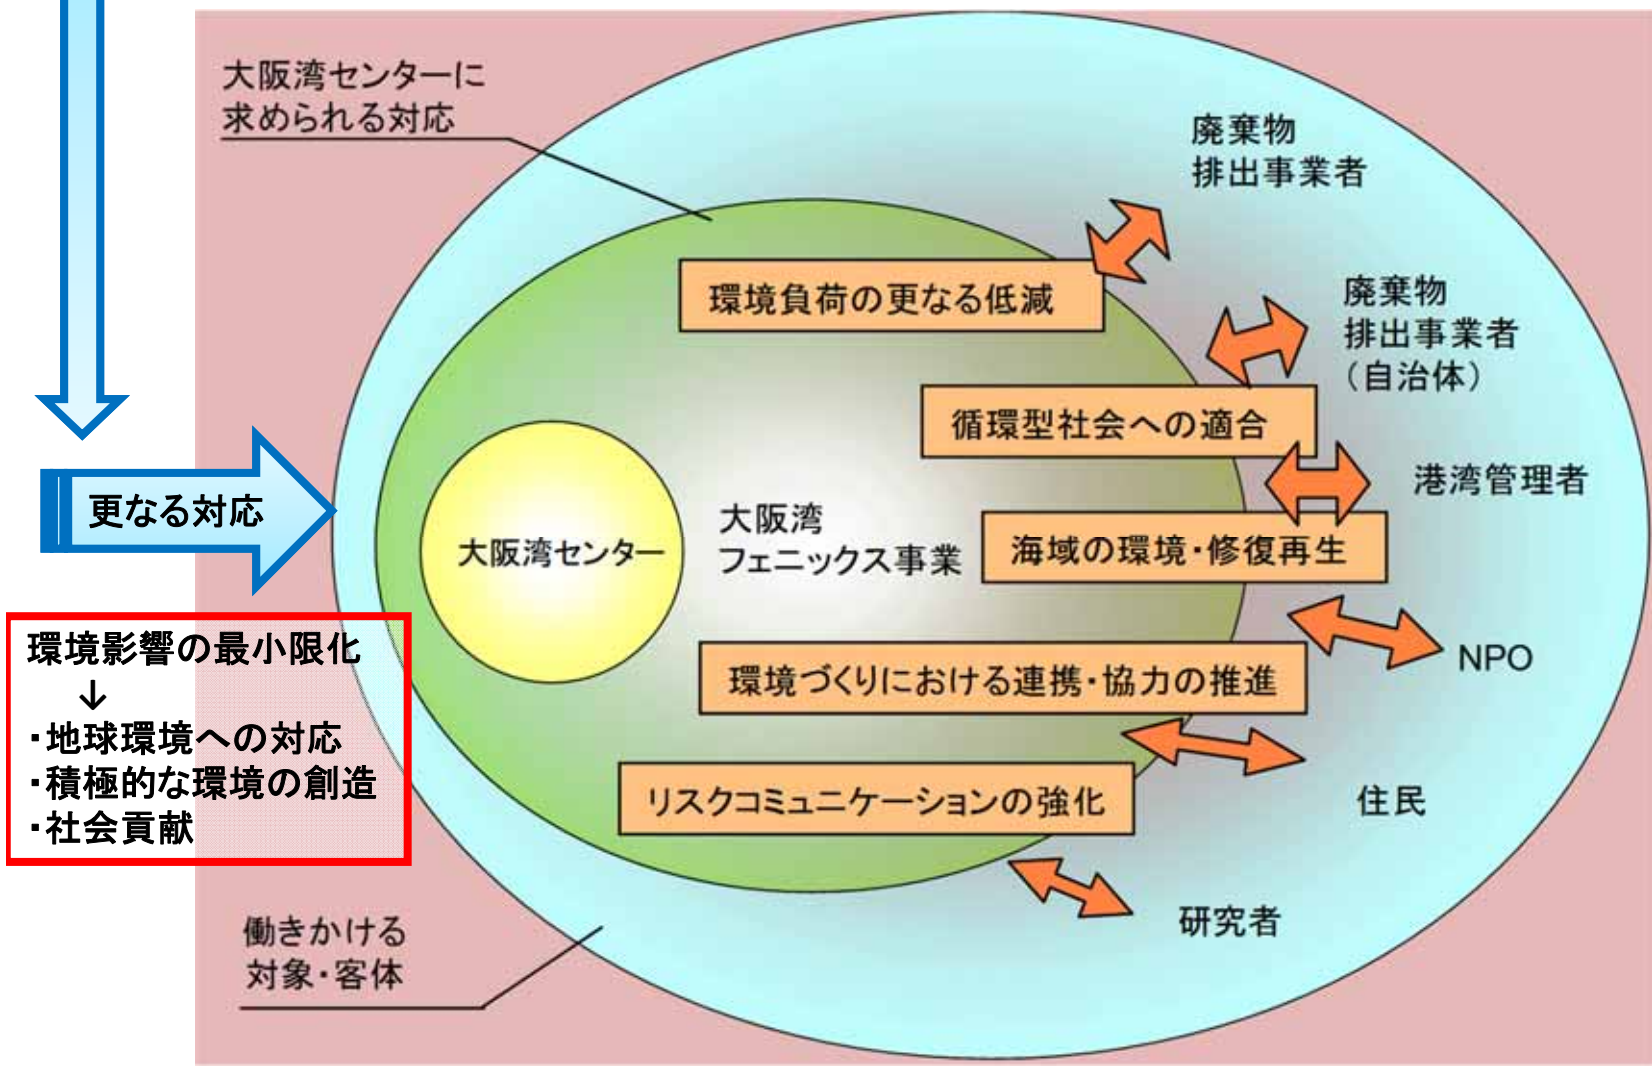 大阪湾センターに
求められる対応
廃棄物
排出事業者
環境負荷の更なる低減
廃棄物
排出事業者
（自治体）
循環型社会への適合
港湾管理者
更なる対応
大阪湾センター
大阪湾
フェニックス事業
海域の環境・修復再生
環境影響の最小限化
↓
・地球環境への対応
・積極的な環境の創造
・社会貢献
環境づくりにおける連携・協力の推進
NPO
リスクコミュニケーションの強化
住民
研究者
働きかける
対象・客体